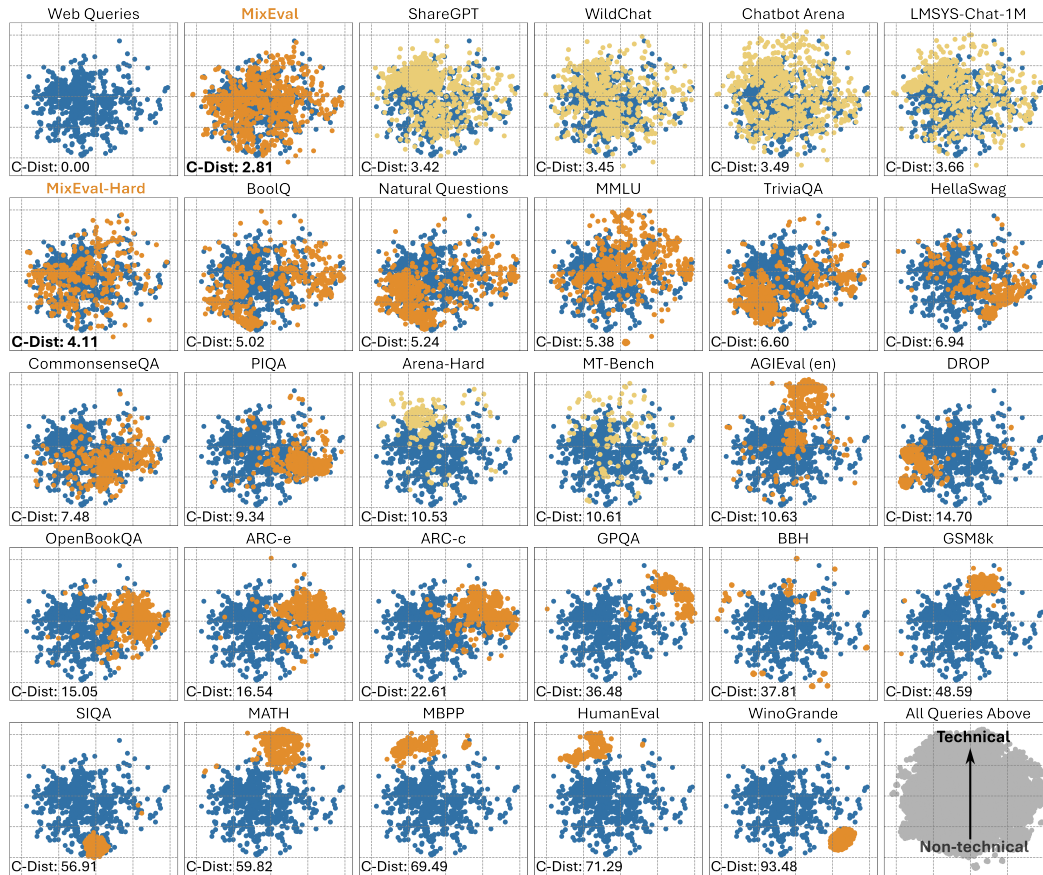 Web Queries
MixEval
ShareGPT
WildChat
Chatbot Arena
LMSYS-Chat-1M
C-Dist: 0.00
C-Dist: 2.81
C-Dist: 3.42
C-Dist: 3.45
C-Dist: 3.49
C-Dist: 3.66
MixEval-Hard
BoolQ
Natural Questions
MMLU
TriviaQA
HellaSwag
C-Dist: 4.11
C-Dist: 5.02
C-Dist: 5.24
C-Dist: 5.38
C-Dist: 6.60
C-Dist: 6.94
CommonsenseQA
PIQA
Arena-Hard
MT-Bench
AGIEval (en)
DROP
C-Dist: 7.48
C-Dist: 9.34
C-Dist: 10.53
C-Dist: 10.61
C-Dist: 10.63
C-Dist: 14.70
OpenBookQA
ARC-e
ARC-c
GPQA
BBH
GSM8k
C-Dist: 15.05
C-Dist: 16.54
C-Dist: 22.61
C-Dist: 36.48
C-Dist: 37.81
C-Dist: 48.59
SIQA
MATH
MBPP
HumanEval
WinoGrande
All Queries Above
Technical
Non-technical
C-Dist: 56.91
C-Dist: 59.82
C-Dist: 69.49
C-Dist: 71.29
C-Dist: 93.48